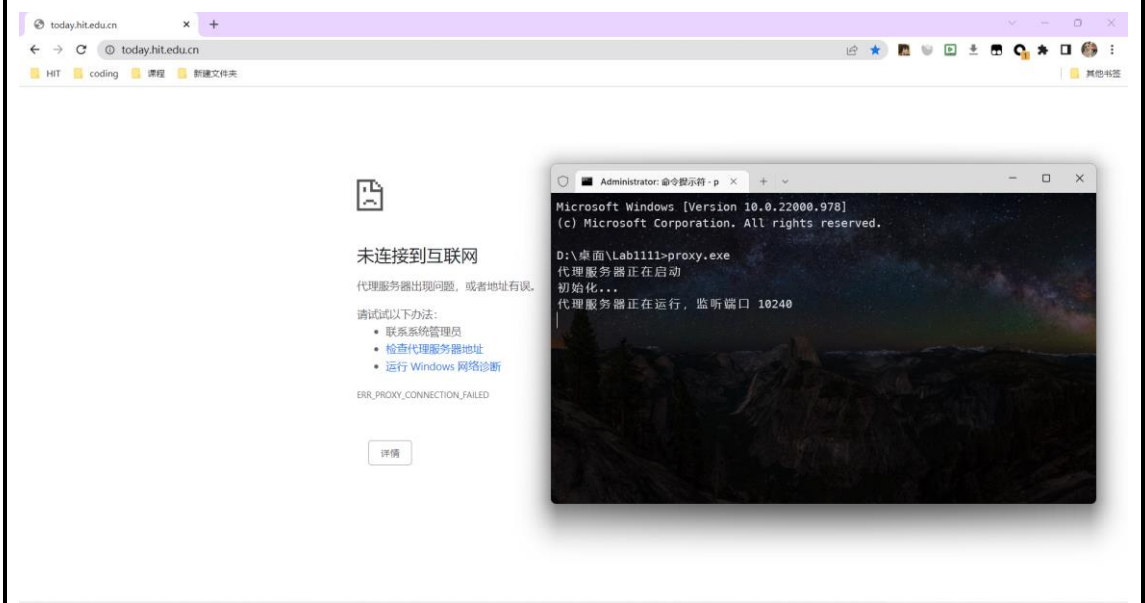 today.hit.edu.cn
today.hit.edu.cn
HIT coding 课程 新建文件夹 其他书签
未连接到互联网
代理服务器出现问题，或者地址有误。
请试试以下办法：
联系系统管理员
检查代理服务器地址
运行 Windows 网络诊断
ERR_PROXY_CONNECTION_FAILED
详情
Administrator: 命令提示符 - p
Microsoft Windows [Version 10.0.22000.978]
(c) Microsoft Corporation. All rights reserved.
D:\桌面\Lab1111>proxy.exe
代理服务器正在启动
初始化...
代理服务器正在运行，监听端口 10240